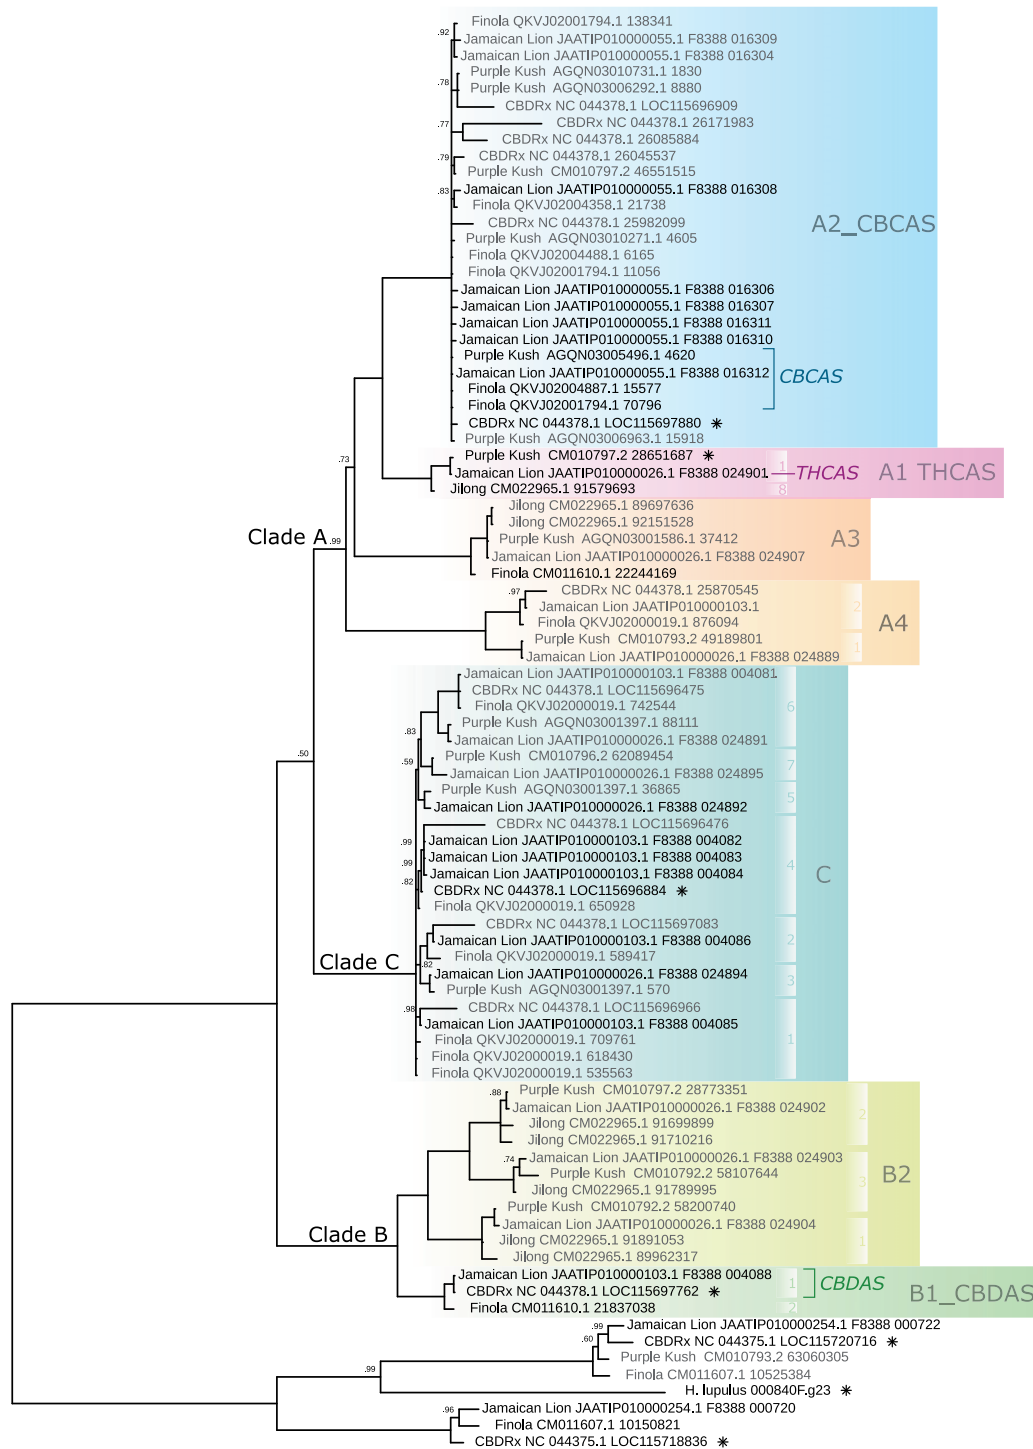 Finola QKVJ02001794.1 138341
.92
Jamaican Lion JAATIP010000055.1 F8388 016309
Jamaican Lion JAATIP010000055.1 F8388 016304
Purple Kush AGQN03010731.1 1830
.78
Purple Kush AGQN03006292.1 8880
CBDRx NC 044378.1 LOC115696909
.77
CBDRx NC 044378.1 26171983
CBDRx NC 044378.1 26085884
.79
CBDRx NC 044378.1 26045537
Purple Kush CM010797.2 46551515
.83
Jamaican Lion JAATIP010000055.1 F8388 016308
Finola QKVJ02004358.1 21738
CBDRx NC 044378.1 25982099
A2_CBCAS
Purple Kush AGQN03010271.1 4605
Finola QKVJ02004488.1 6165
Finola QKVJ02001794.1 11056
Jamaican Lion JAATIP010000055.1 F8388 016306
Jamaican Lion JAATIP010000055.1 F8388 016307
Jamaican Lion JAATIP010000055.1 F8388 016311
Jamaican Lion JAATIP010000055.1 F8388 016310
Purple Kush AGQN03005496.1 4620
Jamaican Lion JAATIP010000055.1 F8388 016312
CBCAS
Finola QKVJ02004887.1 15577
Finola QKVJ02001794.1 70796
CBDRx NC 044378.1 LOC115697880 *
Purple Kush AGQN03006963.1 15918
.73
Purple Kush CM010797.2 28651687 *
Jamaican Lion JAATIP010000026.1 F8388 024901
1
THCAS
A1 THCAS
Jilong CM022965.1 91579693
8
Jilong CM022965.1 89697636
Jilong CM022965.1 92151528
Clade A
.99
Purple Kush AGQN03001586.1 37412
A3
Jamaican Lion JAATIP010000026.1 F8388 024907
Finola CM011610.1 22244169
.97
CBDRx NC 044378.1 25870545
Jamaican Lion JAATIP010000103.1
2
Finola QKVJ02000019.1 876094
A4
Purple Kush CM010793.2 49189801
1
Jamaican Lion JAATIP010000026.1 F8388 024889
Jamaican Lion JAATIP010000103.1 F8388 004081
CBDRx NC 044378.1 LOC115696475
Finola QKVJ02000019.1 742544
6
.83
Purple Kush AGQN03001397.1 88111
Jamaican Lion JAATIP010000026.1 F8388 024891
.50
.59
Purple Kush CM010796.2 62089454
7
Jamaican Lion JAATIP010000026.1 F8388 024895
Purple Kush AGQN03001397.1 36865
5
Jamaican Lion JAATIP010000026.1 F8388 024892
CBDRx NC 044378.1 LOC115696476
.99
Jamaican Lion JAATIP010000103.1 F8388 004082
.99
Jamaican Lion JAATIP010000103.1 F8388 004083
4
.82
Jamaican Lion JAATIP010000103.1 F8388 004084
C
CBDRx NC 044378.1 LOC115696884 *
Finola QKVJ02000019.1 650928
CBDRx NC 044378.1 LOC115697083
Jamaican Lion JAATIP010000103.1 F8388 004086
2
Finola QKVJ02000019.1 589417
Clade C
.82
Jamaican Lion JAATIP010000026.1 F8388 024894
3
Purple Kush AGQN03001397.1 570
.98
CBDRx NC 044378.1 LOC115696966
Jamaican Lion JAATIP010000103.1 F8388 004085
Finola QKVJ02000019.1 709761
1
Finola QKVJ02000019.1 618430
Finola QKVJ02000019.1 535563
.88
Purple Kush CM010797.2 28773351
Jamaican Lion JAATIP010000026.1 F8388 024902
2
Jilong CM022965.1 91699899
Jilong CM022965.1 91710216
.74
Jamaican Lion JAATIP010000026.1 F8388 024903
Purple Kush CM010792.2 58107644
3
B2
Jilong CM022965.1 91789995
Purple Kush CM010792.2 58200740
Jamaican Lion JAATIP010000026.1 F8388 024904
Clade B
Jilong CM022965.1 91891053
1
Jilong CM022965.1 89962317
Jamaican Lion JAATIP010000103.1 F8388 004088
CBDRx NC 044378.1 LOC115697762 *
1
CBDAS
B1_CBDAS
Finola CM011610.1 21837038
2
.99
Jamaican Lion JAATIP010000254.1 F8388 000722
.60
CBDRx NC 044375.1 LOC115720716 *
Purple Kush CM010793.2 63060305
.99
Finola CM011607.1 10525384
H. lupulus 000840F.g23 *
.96
Jamaican Lion JAATIP010000254.1 F8388 000720
Finola CM011607.1 10150821
CBDRx NC 044375.1 LOC115718836 *